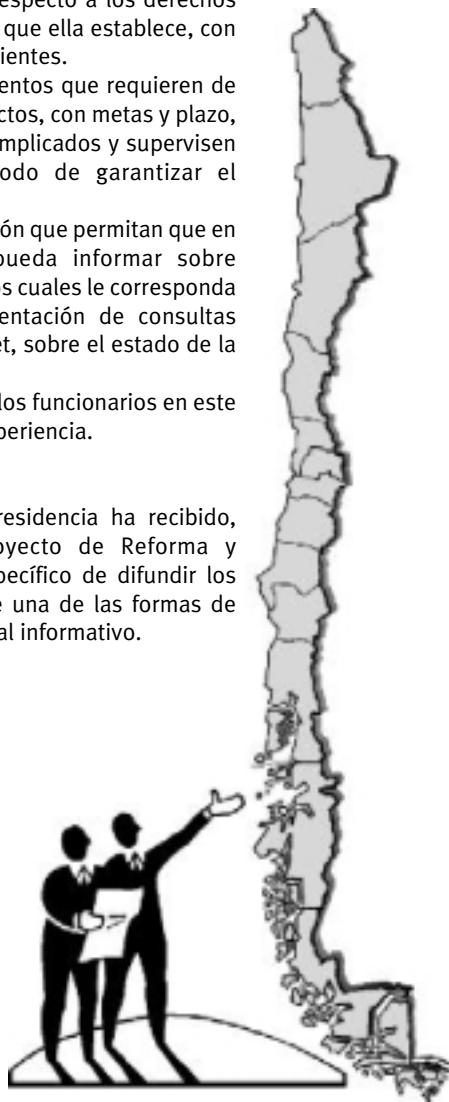 especto a los derechos
que ella establece, con
ientes.
entos que requieren de
ctos, con metas y plazo,
mplicados y supervisen
odo de garantizar el
ón que permitan que en
pueda informar sobre
os cuales le corresponda
entación de consultas
et, sobre el estado de la
los funcionarios en este
periencia.
residencia ha recibido,
oyecto de Reforma y
pecífico de difundir los
e una de las formas de
al informativo.